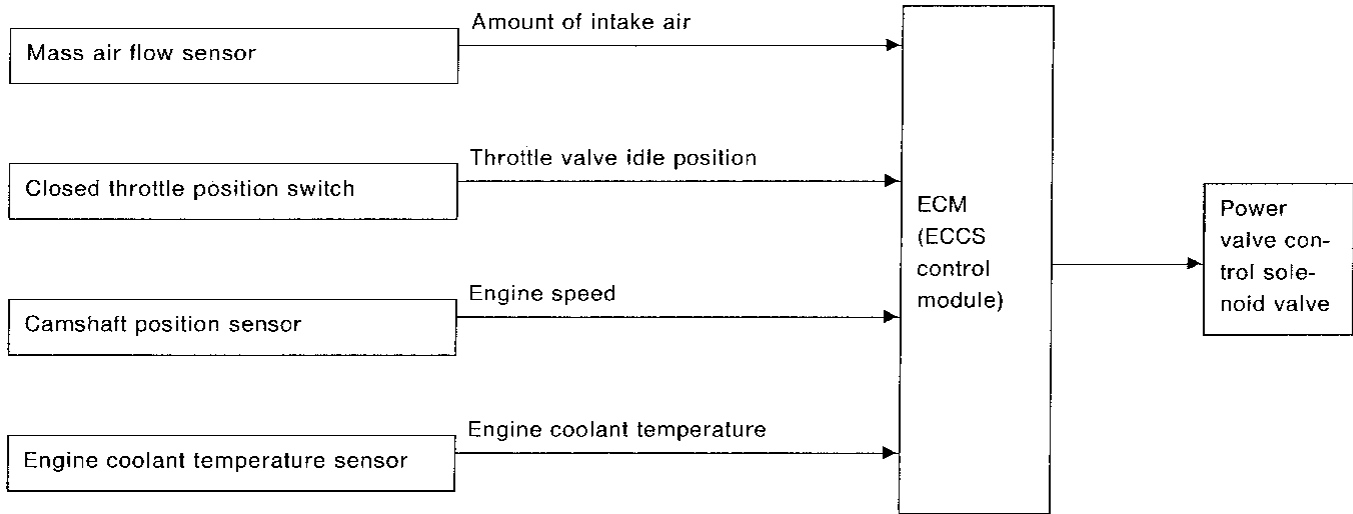 Amount of intake air
Mass air flow sensor
Throttle valve idle position
Closed throttle position switch
Engine speed
Camshaft position sensor
Engine coolant temperature
Engine coolant temperature sensor
ECM
(ECCS
control
module)
Power
valve con-
trol sole-
noid valve